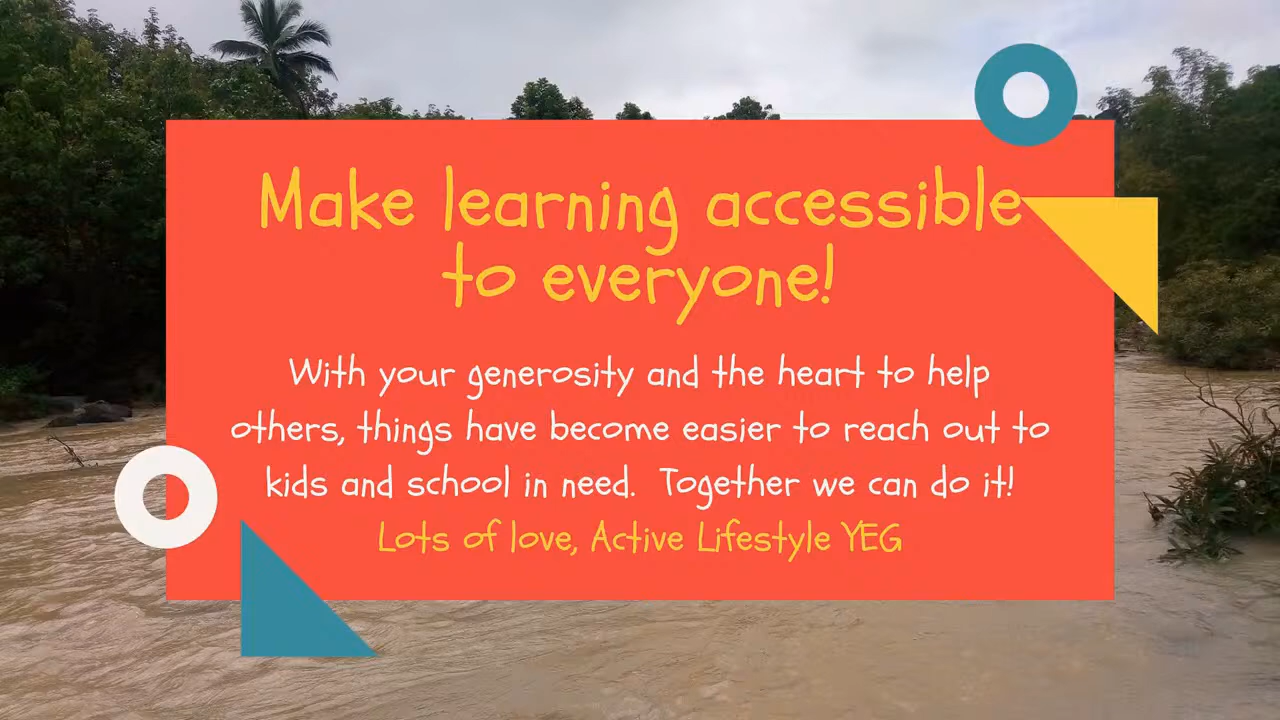 Make learning accessible
to everyone!
With your generosity and the heart to help
others, things have become easier to reach out to
kids and school in need.  Together we can do it!
Lots of love, Active Lifestyle YEG